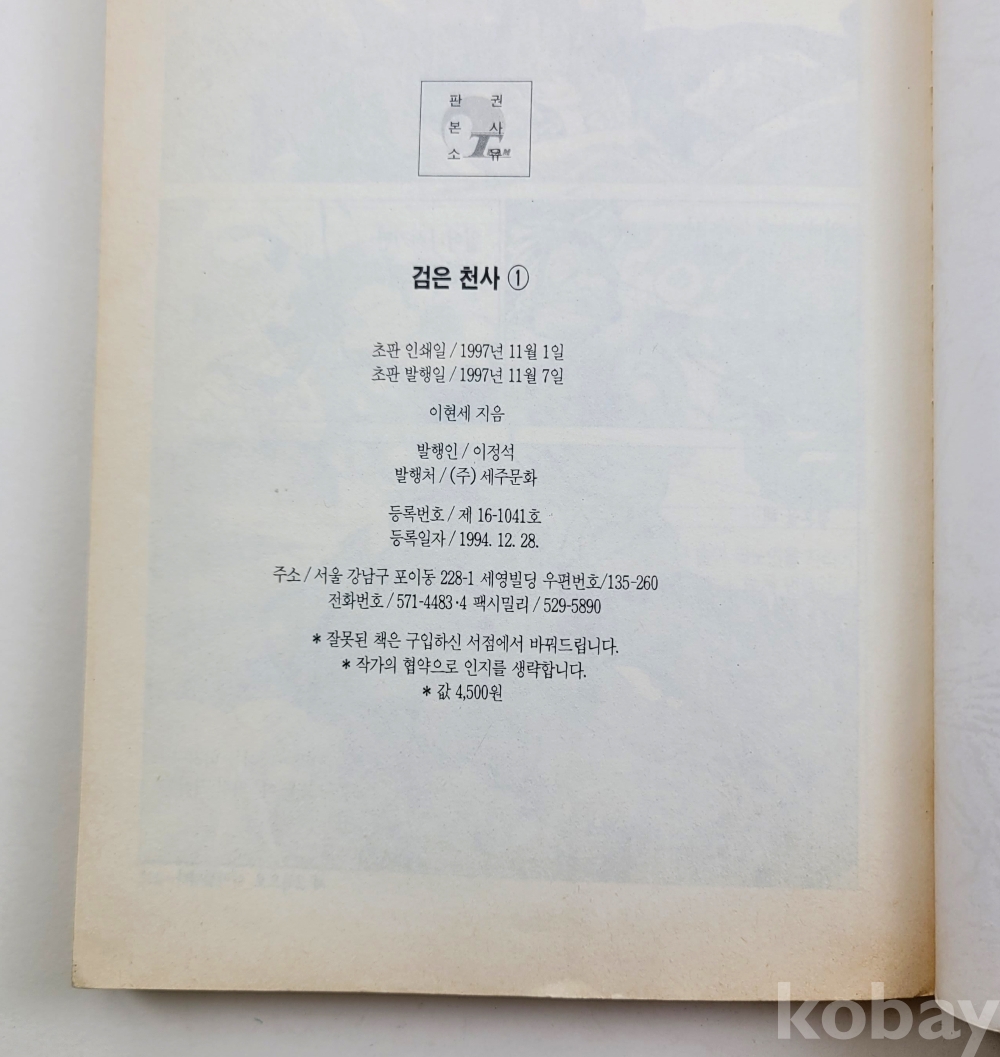 판 권
본 사
소 유
검은 천사 ①
초판 인쇄일/1997년 11월 1일
초판 발행일/1997년 11월 7일
이현세 지음
발행인/이정석
발행처/(주)세주문화
등록번호/제 16-1041호
등록일자/1994. 12. 28.
주소/서울 강남구 포이동 228-1 세영빌딩 우편번호/135-260
전화번호/571-4483·4 팩시밀리/529-5890
* 잘못된 책은 구입하신 서점에서 바꿔드립니다.
* 작가의 협약으로 인지를 생략합니다.
* 값 4,500원
kobay